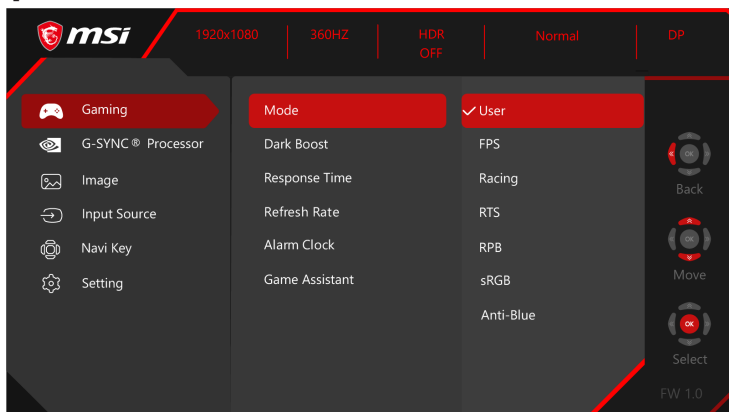 msi
1920x1080
360HZ
HDR
OFF
Normal
DP
Gaming
G-SYNC® Processor
Image
Input Source
Navi Key
Setting
Mode
Dark Boost
Response Time
Refresh Rate
Alarm Clock
Game Assistant
User
FPS
Racing
RTS
RPB
sRGB
Anti-Blue
OK
Back
OK
Move
OK
Select
FW 1.0